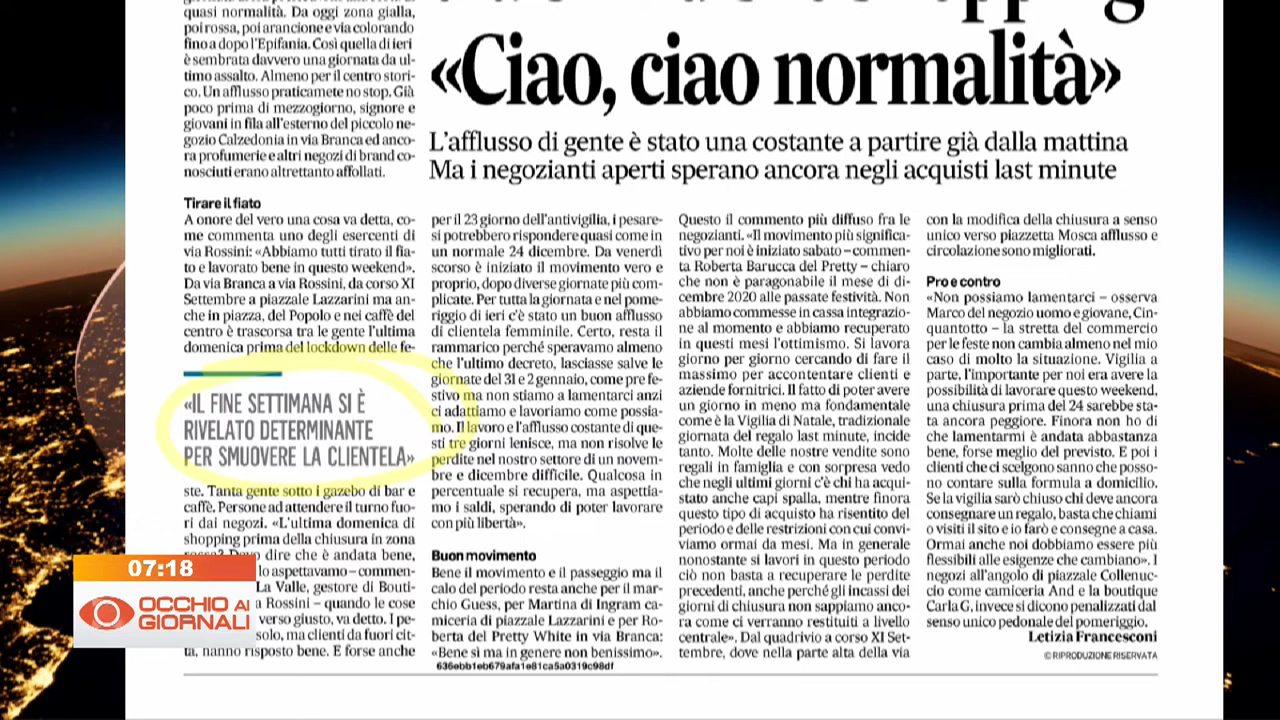 quasi normalità. Da oggi zona gialla,
poi rossa, poi arancione e via colorando
fino a dopo l'Epifania. Così quella di ieri
è sembrata davvero una giornata da ul-
timo assalto. Almeno per il centro stori-
co. Un afflusso praticamete no stop. Già
poco prima di mezzogiorno, signore e
giovani in fila all'esterno del piccolo ne-
gozio Calzedonia in via Branca ed anco-
ra profumerie e altri negozi di brand co-
nosciuti erano altrettanto affollati.
Tirare il fiato
A onore del vero una cosa va detta, co-
me commenta uno degli esercenti di
via Rossini: «Abbiamo tutti tirato il fia-
to e lavorato bene in questo weekend».
Da via Branca a via Rossini, da corso XI
Settembre a piazzale Lazzarini ma an-
che in piazza, del Popolo e nei caffè del
centro è trascorsa tra le gente l'ultima
domenica prima del lockdown delle fe-
«IL FINE SETTIMANA SI È
RIVELATO DETERMINANTE
PER SMUOVERE LA CLIENTELA»
ste. Tanta gente sotto i gazebo di bar e
caffè. Persone ad attendere il turno fuo-
ri dai negozi. «L'ultima domenica di
shopping prima della chiusura in zona
dire che è andata bene,
lo aspettavamo – commen-
La Valle, gestore di Bouti-
a Rossini – quando le cose
verso giusto, va detto. I pe-
solo, ma clienti da fuori cit-
tà, hanno risposto bene. E forse anche
«Ciao, ciao normalità»
L'afflusso di gente è stato una costante a partire già dalla mattina
Ma i negozianti aperti sperano ancora negli acquisti last minute
per il 23 giorno dell'antivigilia, i pesare-
si potrebbero rispondere quasi come in
un normale 24 dicembre. Da venerdì
scorso è iniziato il movimento vero e
proprio, dopo diverse giornate più com-
plicate. Per tutta la giornata e nel pome-
riggio di ieri c'è stato un buon afflusso
di clientela femminile. Certo, resta il
rammarico perché speravamo almeno
che l'ultimo decreto, lasciasse salve le
giornate del 31 e 2 gennaio, come pre fe-
stivo ma non stiamo a lamentarci anzi
ci adattiamo e lavoriamo come possia-
mo. Il lavoro e l'afflusso costante di que-
sti tre giorni lenisce, ma non risolve le
perdite nel nostro settore di un novem-
bre e dicembre difficile. Qualcosa in
percentuale si recupera, ma aspettia-
mo i saldi, sperando di poter lavorare
con più libertà».
Buon movimento
Bene il movimento e il passeggio ma il
calo del periodo resta anche per il mar-
chio Guess, per Martina di Ingram ca-
miceria di piazzale Lazzarini e per Ro-
berta del Pretty White in via Branca:
«Bene sì ma in genere non benissimo».
636ebb1eb679afa1e81ca5a0319c98df
Questo il commento più diffuso fra le
negozianti. «Il movimento più significa-
tivo per noi è iniziato sabato – commen-
ta Roberta Barucca del Pretty – chiaro
che non è paragonabile il mese di di-
cembre 2020 alle passate festività. Non
abbiamo commesse in cassa integrazio-
ne al momento e abbiamo recuperato
in questi mesi l'ottimismo. Si lavora
giorno per giorno cercando di fare il
massimo per accontentare clienti e
aziende fornitrici. Il fatto di poter avere
un giorno in meno ma fondamentale
come è la Vigilia di Natale, tradizionale
giornata del regalo last minute, incide
tanto. Molte delle nostre vendite sono
regali in famiglia e con sorpresa vedo
che negli ultimi giorni c'è chi ha acqui-
stato anche capi spalla, mentre finora
questo tipo di acquisto ha risentito del
periodo e delle restrizioni con cui convi-
viamo ormai da mesi. Ma in generale
nonostante si lavori in questo periodo
ciò non basta a recuperare le perdite
precedenti, anche perché gli incassi dei
giorni di chiusura non sappiamo anco-
ra come ci verranno restituiti a livello
centrale». Dal quadrivio a corso XI Set-
tembre, dove nella parte alta della via
con la modifica della chiusura a senso
unico verso piazzetta Mosca afflusso e
circolazione sono migliorati.
Pro e contro
«Non possiamo lamentarci – osserva
Marco del negozio uomo e giovane, Cin-
quantotto – la stretta del commercio
per le feste non cambia almeno nel mio
caso di molto la situazione. Vigilia a
parte, l'importante per noi era avere la
possibilità di lavorare questo weekend,
una chiusura prima del 24 sarebbe sta-
ta ancora peggiore. Finora non ho di
che lamentarmi è andata abbastanza
bene, forse meglio del previsto. E poi i
clienti che ci scelgono sanno che posso-
no contare sulla formula a domicilio.
Se la vigilia sarò chiuso chi deve ancora
consegnare un regalo, basta che chiami
o visiti il sito e io farò e consegne a casa.
Ormai anche noi dobbiamo essere più
flessibili alle esigenze che cambiano». I
negozi all'angolo di piazzale Collenuc-
cio come camiceria And e la boutique
Carla G, invece si dicono penalizzati dal
senso unico pedonale del pomeriggio.
Letizia Francesconi
© RIPRODUZIONE RISERVATA
07:18
OCCHIO AI
GIORNALI